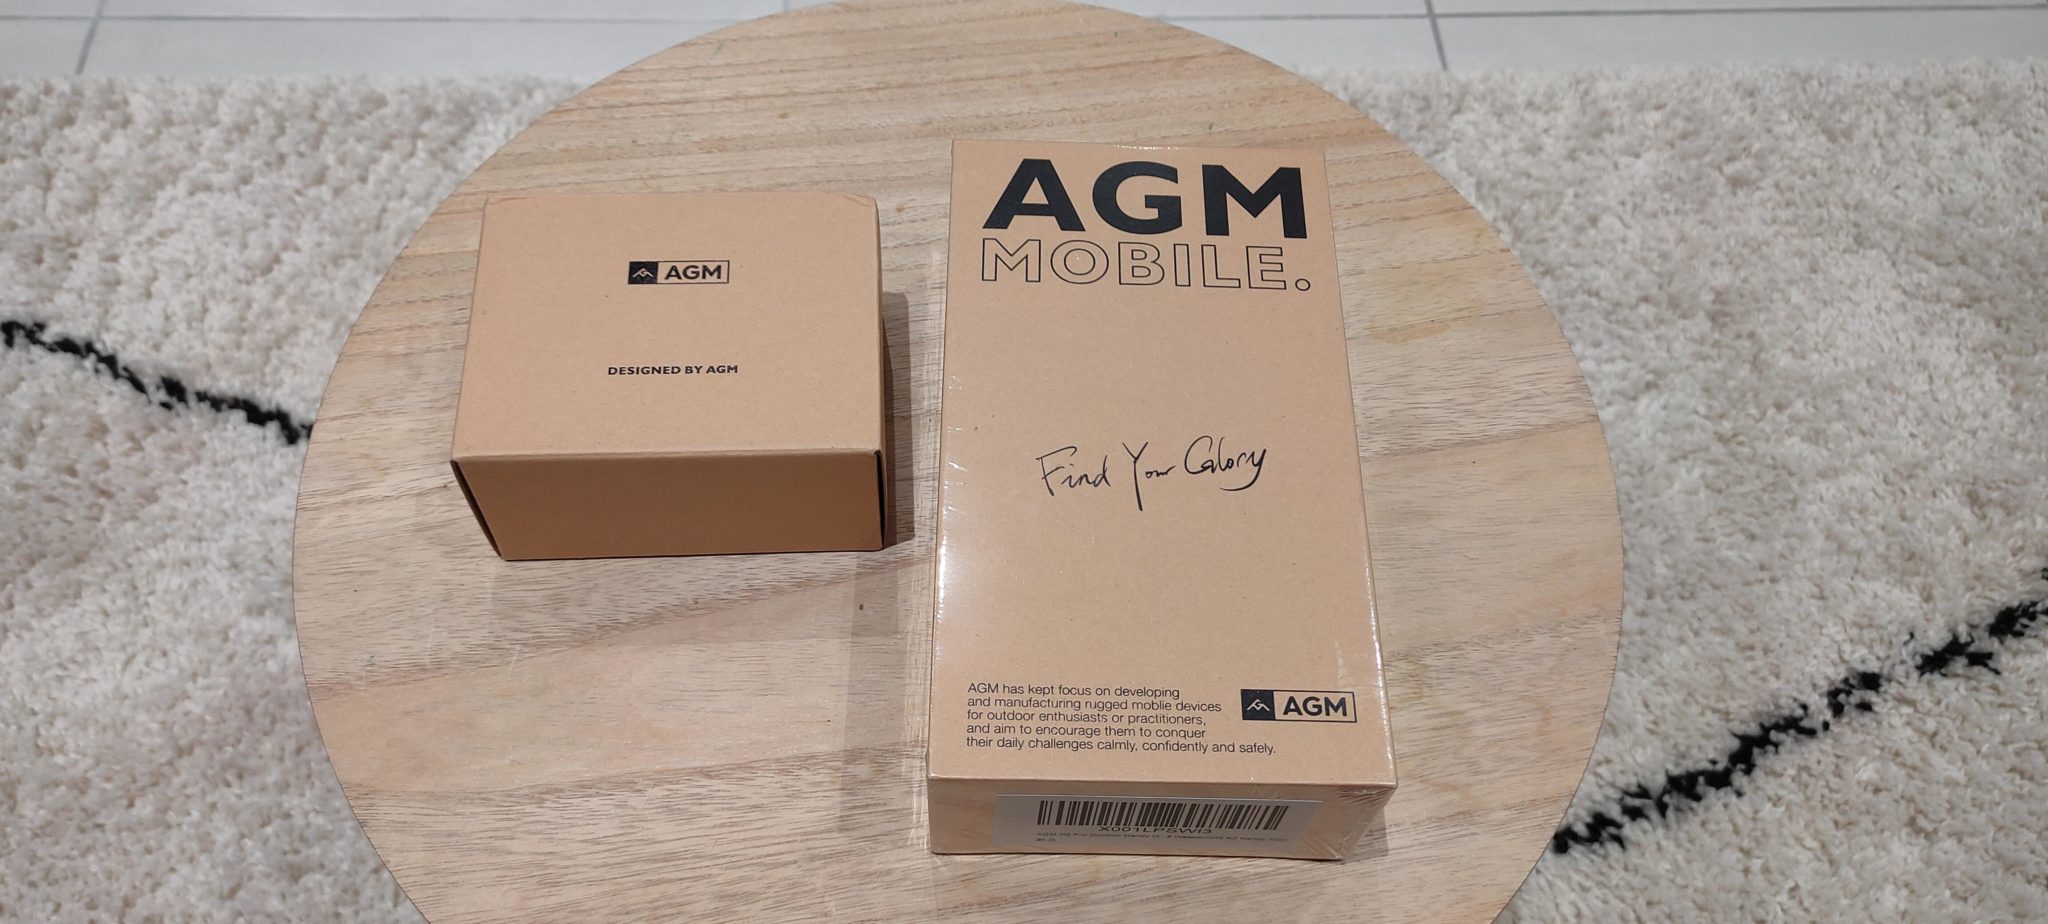 AGM
DESIGNED BY AGM
AGM
MOBILE.
Find Your Glory
AGM has kept focus on developing
and manufacturing rugged moblie devices
for outdoor enthusiasts or practitioners,
and aim to encourage them to conquer
their daily challenges calmly, confidently and safely.
AGM
X001LPSWI3
Outdoor Handy